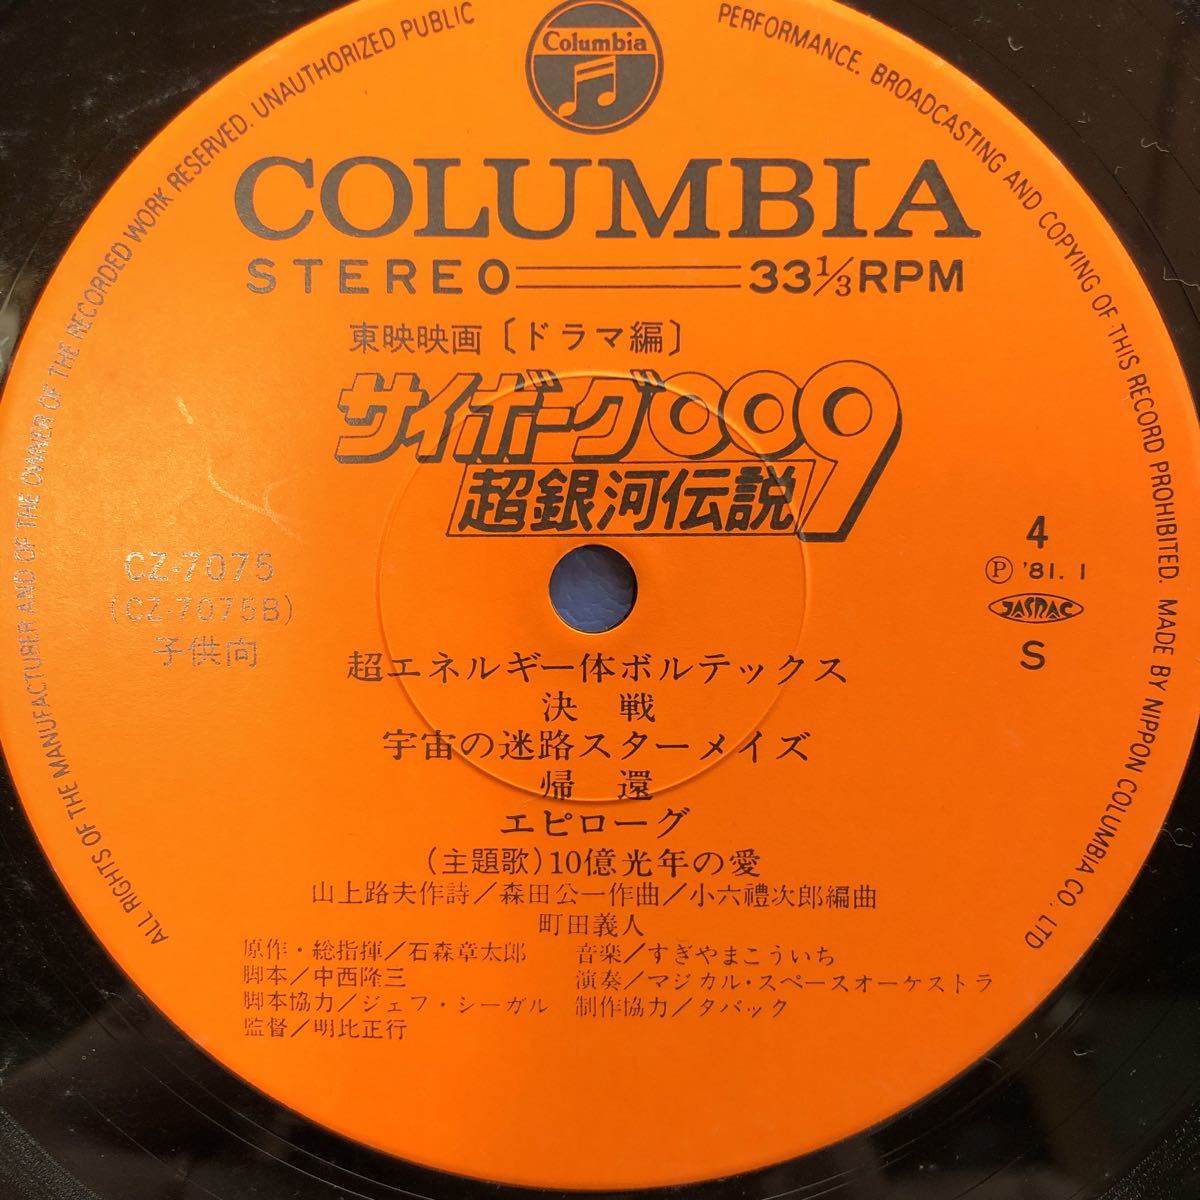 ALL RIGHTS OF THE MANUFACTURER AND OF THE OWNER OF THE RECORDED WORK RESERVED. UNAUTHORIZED PUBLIC PERFORMANCE. BROADCASTING AND COPYING OF THIS RECORD PROHIBITED. MADE BY NIPPON COLUMBIA CO., LTD
Columbia
COLUMBIA
STEREO 33 1/3 RPM
東映映画〔ドラマ編〕
サイボーグ009
超銀河伝説
CZ-7075
(CZ-7075B)
子供向
4
Ⓟ '81. 1
JASRAC
S
超エネルギー体ボルテックス
決 戦
宇宙の迷路スターメイズ
帰 還
エピローグ
(主題歌)10億光年の愛
山上路夫作詩/森田公一作曲/小六禮次郎編曲
町田義人
原作・総指揮/石森章太郎 音楽/すぎやまこういち
脚本/中西隆三 演奏/マジカル・スペースオーケストラ
脚本協力/ジェフ・シーガル 制作協力/タバック
監督/明比正行